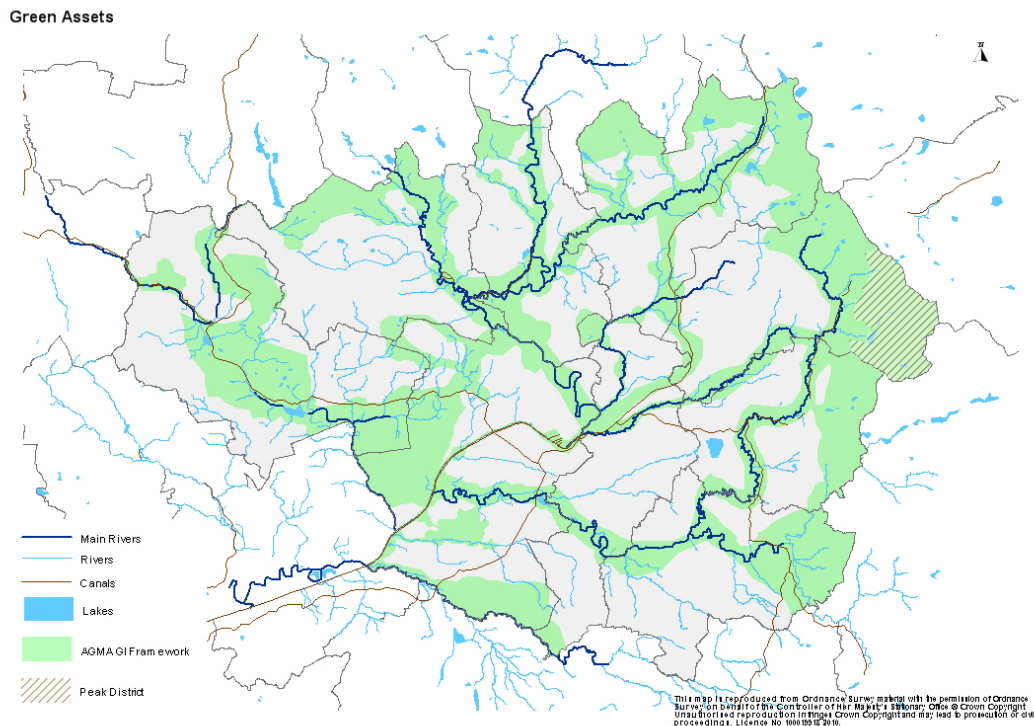 Green Assets
N
Main Rivers
Rivers
Canals
Lakes
AGMA GI Framework
Peak District
This map is reproduced from Ordnance Survey material with the permission of Ordnance
Survey on behalf of the Controller of Her Majesty's Stationary Office © Crown Copyright
Unauthorised reproduction infringes Crown Copyright and may lead to prosecution or
proceedings. Licence No 2010.